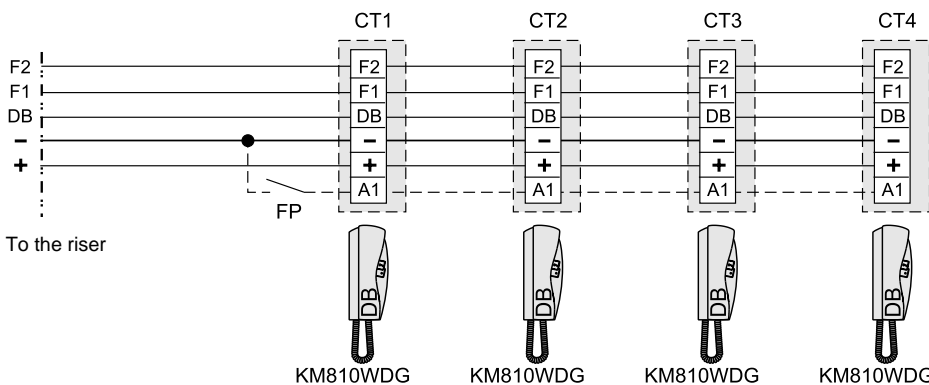 CT1 CT2 CT3 CT4
F2 F2 F2 F2 F2
F1 F1 F1 F1 F1
DB DB DB DB DB
– – – – –
+ + + + +
A1 A1 A1 A1
FP
To the riser
DB DB DB DB
KM810WDG KM810WDG KM810WDG KM810WDG